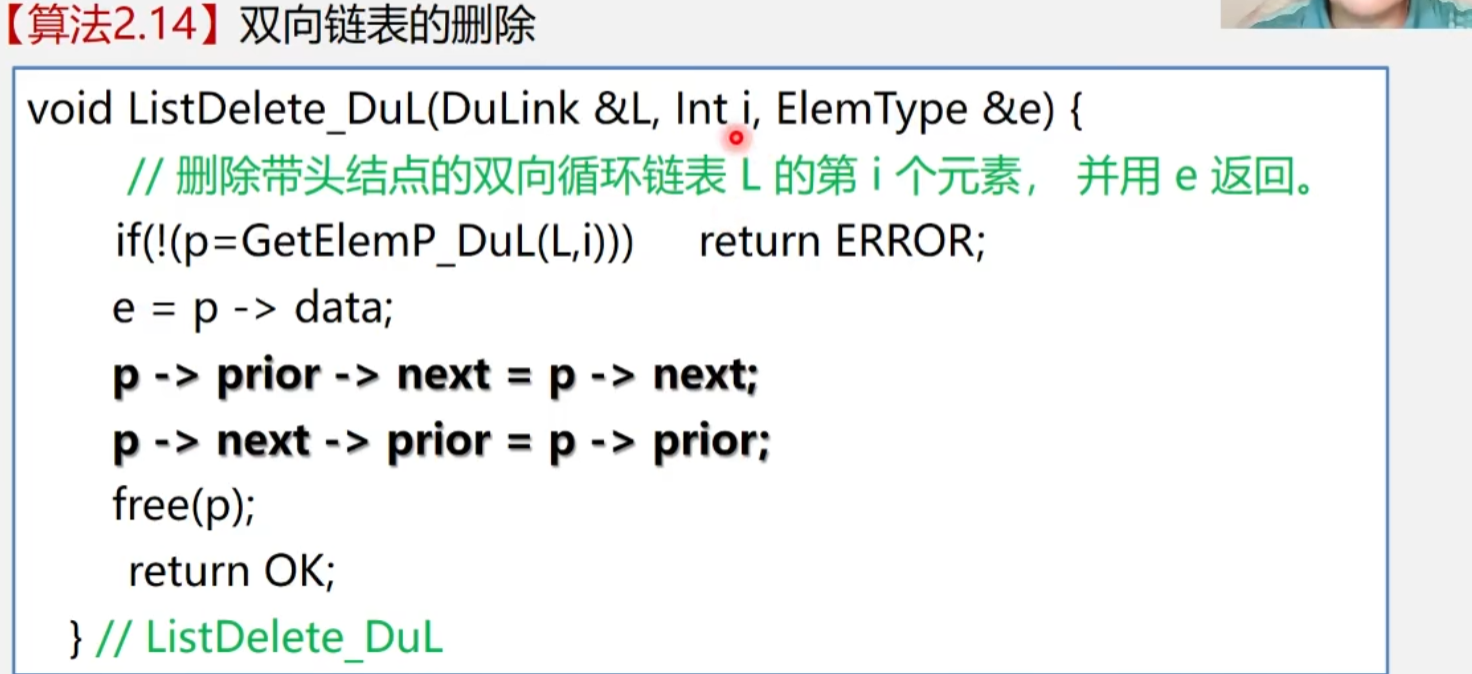 【算法2.14】双向链表的删除
void ListDelete_DuL(DuLink &L, Int i, ElemType &e) {
// 删除带头结点的双向循环链表 L 的第 i 个元素， 并用 e 返回。
if(!(p=GetElemP_DuL(L,i))) return ERROR;
e = p -> data;
p -> prior -> next = p -> next;
p -> next -> prior = p -> prior;
free(p);
return OK;
} // ListDelete_DuL